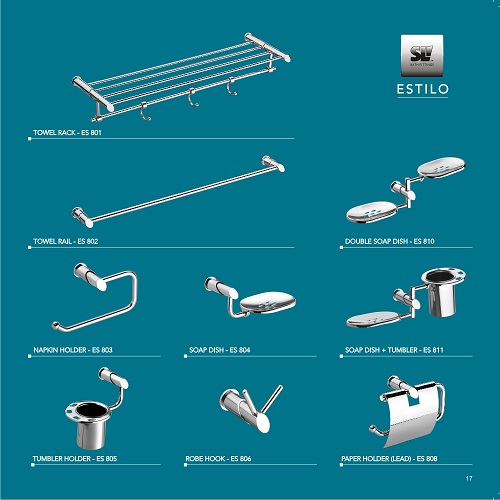 SL!
ESTILO
TOWEL RACK - ES 801
TOWEL RAIL - ES 802
DOUBLE SOAP DISH - ES 810
NAPKIN HOLDER - ES 803
SOAP DISH - ES 804
SOAP DISH + TUMBLER - ES 811
TUMBLER HOLDER - ES 805
ROBE HOOK - ES 806
PAPER HOLDER (LEAD) - ES 808
17